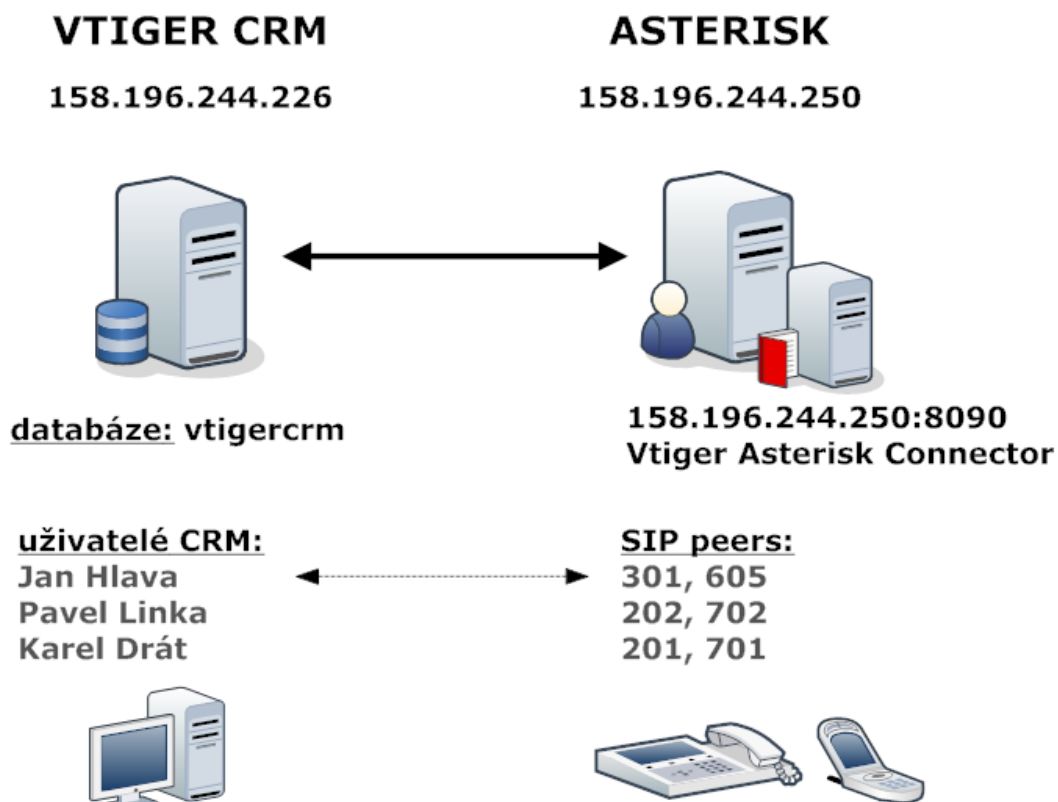 VTIGER CRM
158.196.244.226
ASTERISK
158.196.244.250
databáze: vtigercrm
158.196.244.250:8090
Vtiger Asterisk Connector
uživatelé CRM:
Jan Hlava
Pavel Linka
Karel Drát
SIP peers:
301, 605
202, 702
201, 701